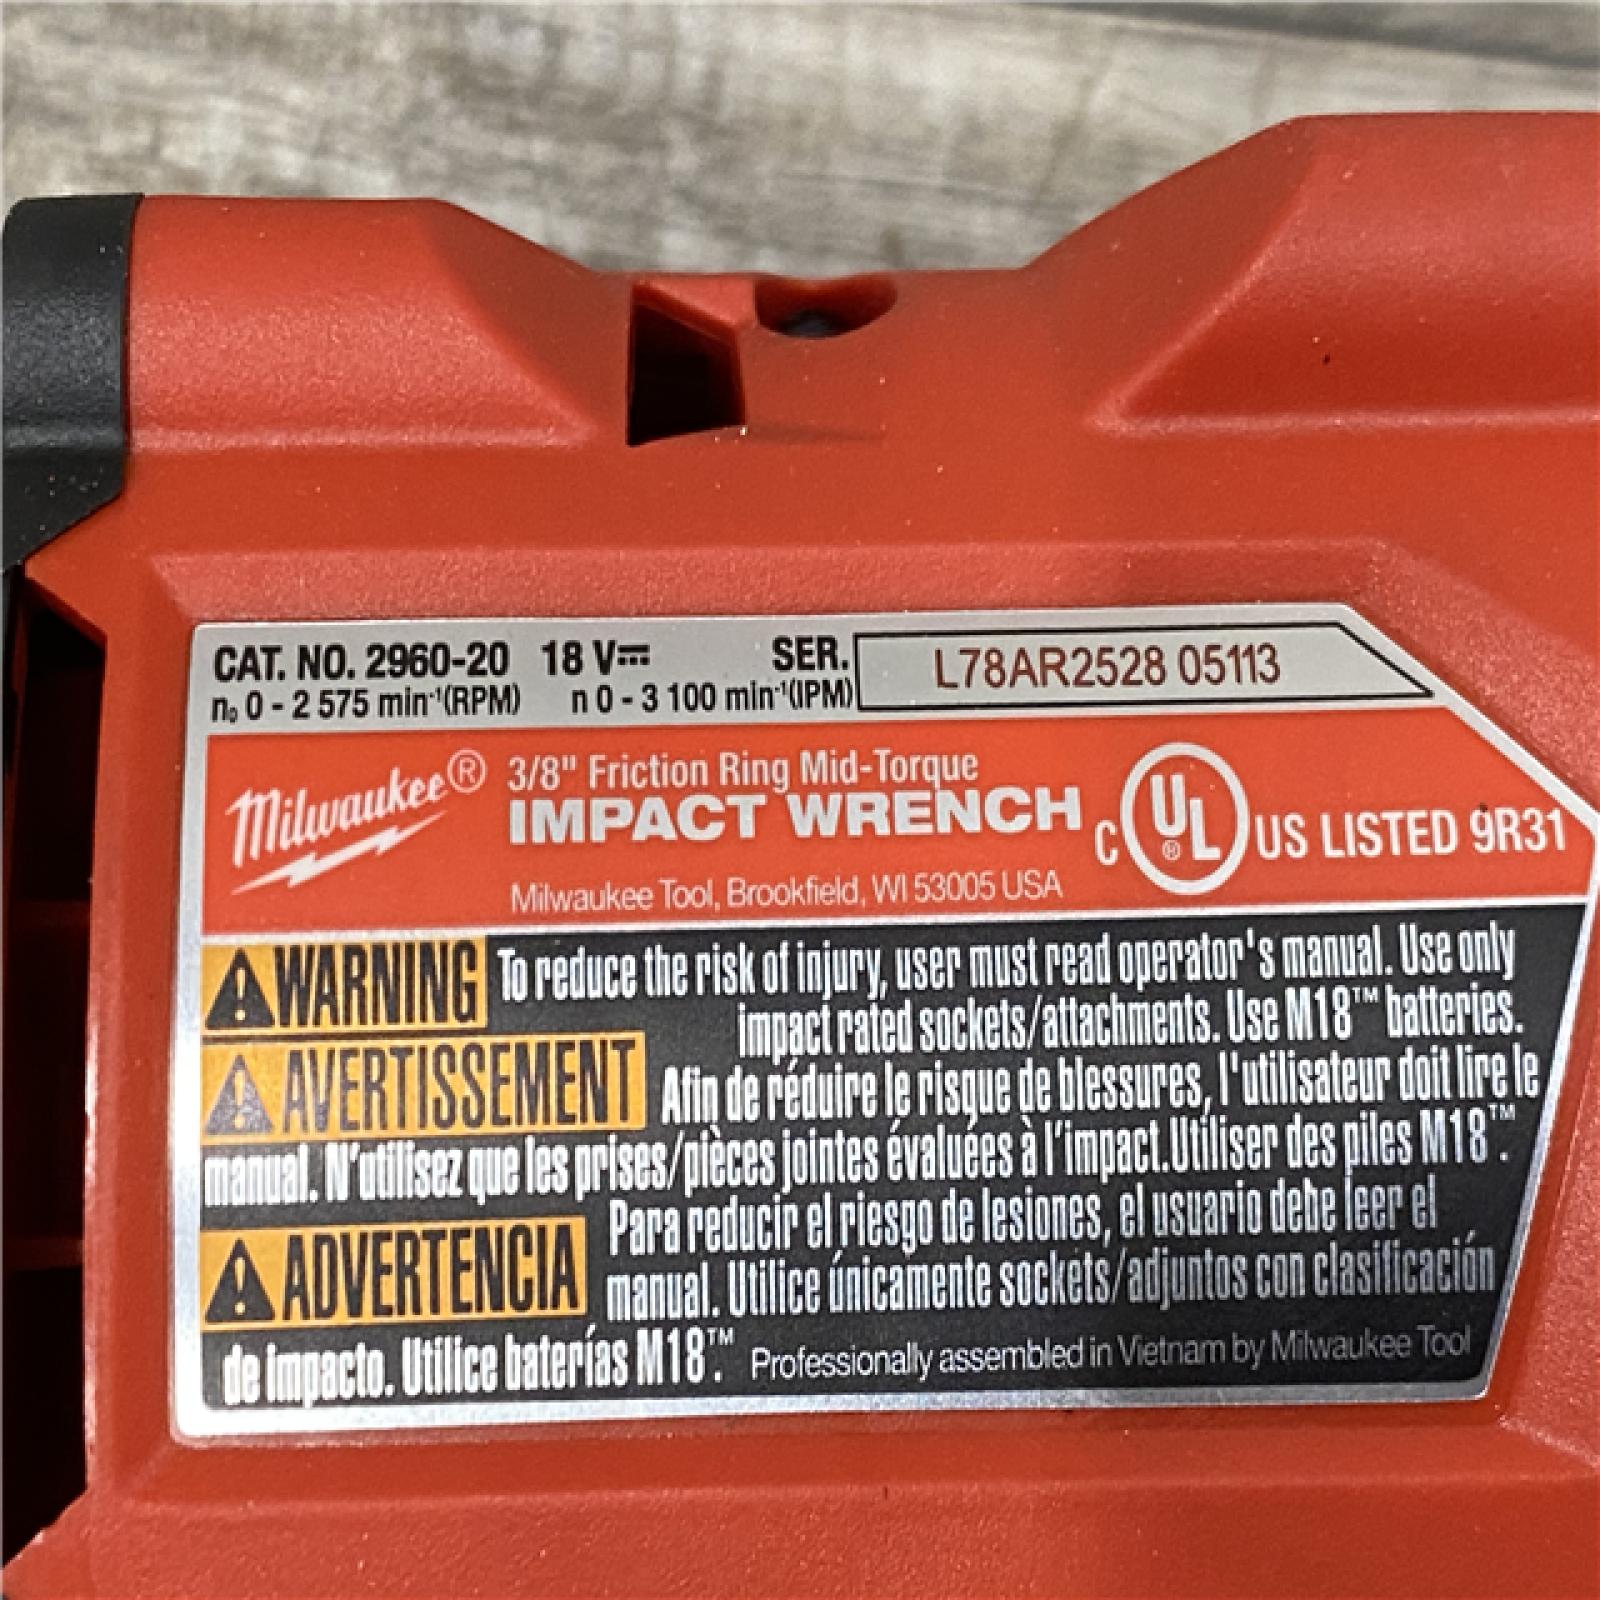 CAT. NO. 2960-20 18 V⎓ SER. L78AR2528 05113
n₀ 0 - 2 575 min⁻¹(RPM) n 0 - 3 100 min⁻¹(IPM)
Milwaukee® 3/8" Friction Ring Mid-Torque
IMPACT WRENCH C UL® US LISTED 9R31
Milwaukee Tool, Brookfield, WI 53005 USA
WARNING To reduce the risk of injury, user must read operator's manual. Use only
impact rated sockets/attachments. Use M18™ batteries.
AVERTISSEMENT Afin de réduire le risque de blessures, l'utilisateur doit lire le
manual. N'utilisez que les prises/pièces jointes évaluées à l'impact.Utiliser des piles M18™.
ADVERTENCIA Para reducir el riesgo de lesiones, el usuario debe leer el
manual. Utilice únicamente sockets/adjuntos con clasificación
de impacto. Utilice baterías M18™. Professionally assembled in Vietnam by Milwaukee Tool